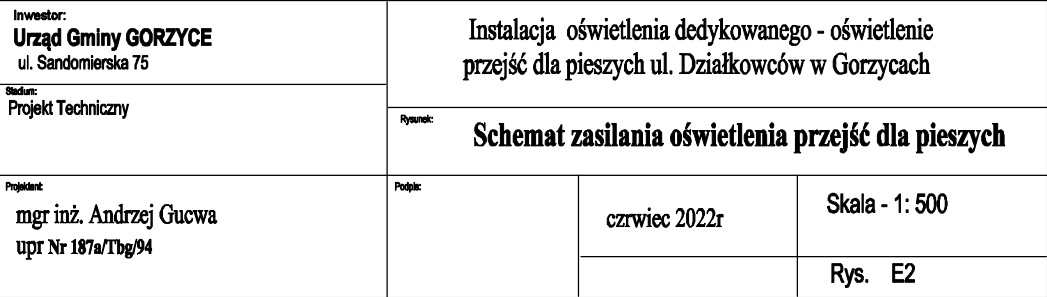 Inwestor:
Urząd Gminy GORZYCE
ul. Sandomierska 75
Stadium:
Projekt Techniczny
Instalacja oświetlenia dedykowanego - oświetlenie
przejść dla pieszych ul. Działkowców w Gorzycach
Rysunek:
Schemat zasilania oświetlenia przejść dla pieszych
Projektant:
mgr inż. Andrzej Gucwa
upr Nr 187a/Tbg/94
Podpis:
czrwiec 2022r
Skala - 1: 500
Rys. E2